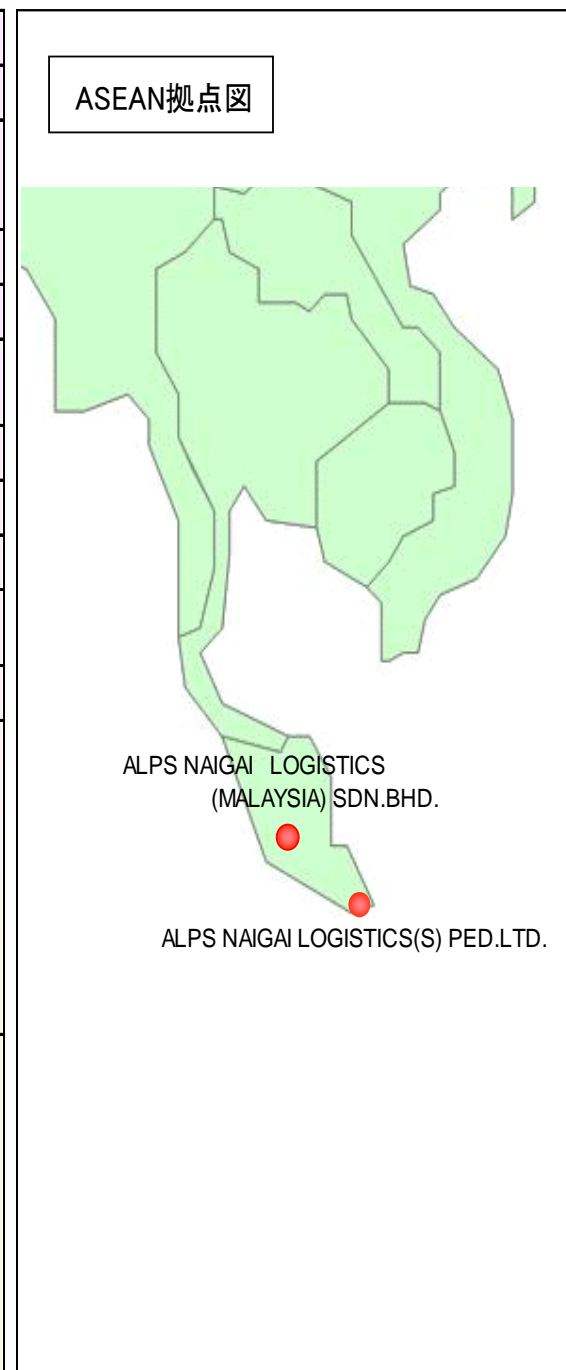 ASEAN拠点図
ALPS NAIGAI LOGISTICS
(MALAYSIA) SDN.BHD.
ALPS NAIGAI LOGISTICS(S) PED.LTD.